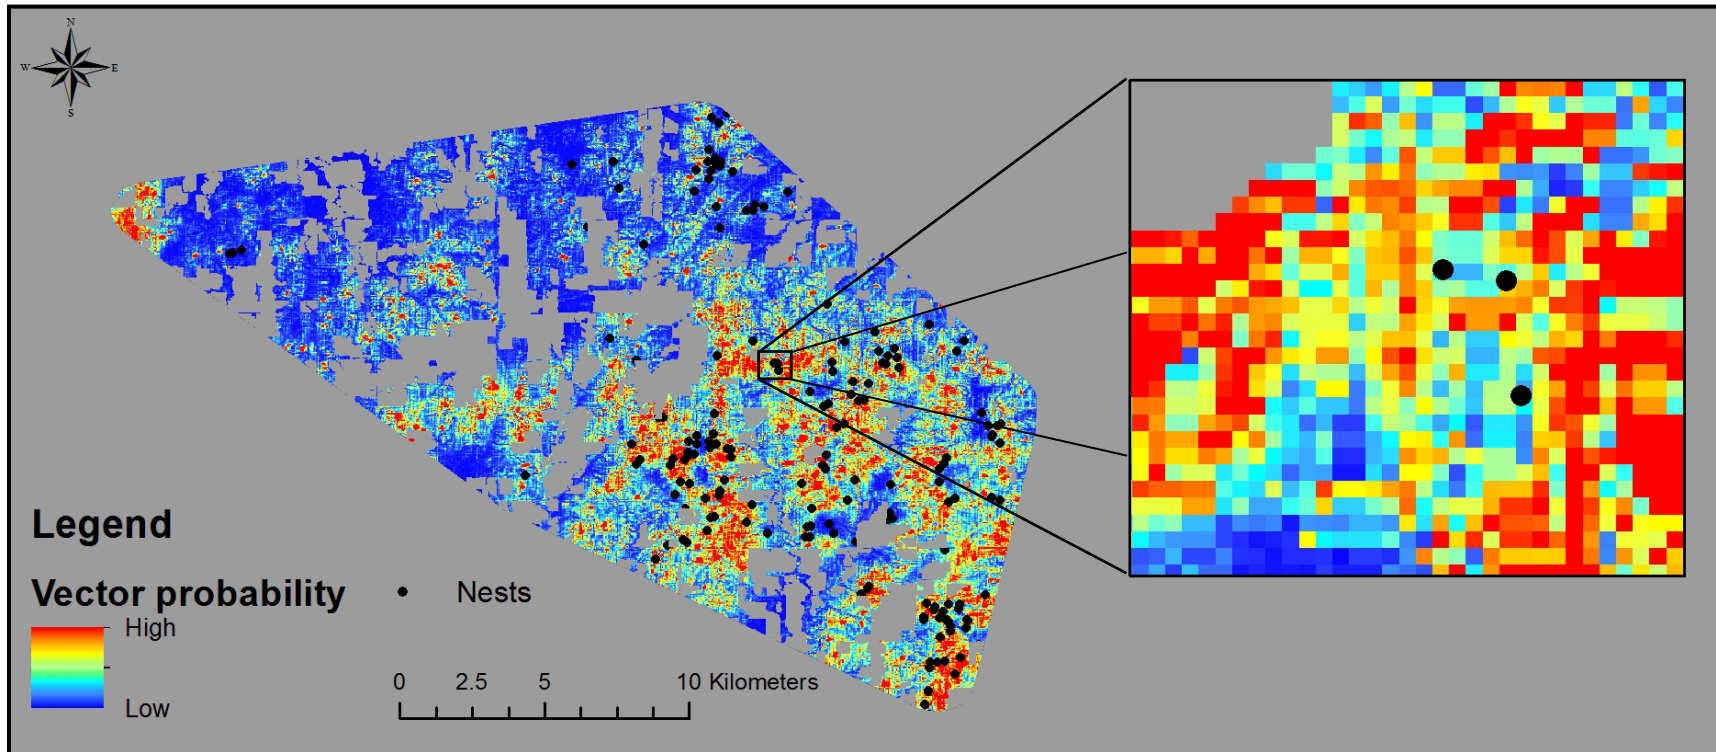 N
W E
S
Legend
Vector probability
High
Low
Nests
0 2.5 5 10 Kilometers